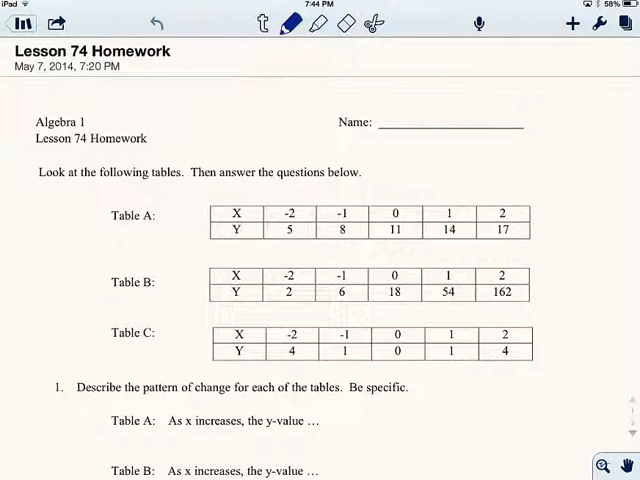 iPad 7:44 PM 58%
t
Lesson 74 Homework
May 7, 2014, 7:20 PM
Algebra 1 Name: ____________
Lesson 74 Homework
Look at the following tables. Then answer the questions below.
Table A: X -2 -1 0 1 2
Y 5 8 11 14 17
Table B: X -2 -1 0 1 2
Y 2 6 18 54 162
Table C: X -2 -1 0 1 2
Y 4 1 0 1 4
1. Describe the pattern of change for each of the tables. Be specific.
Table A: As x increases, the y-value …
Table B: As x increases, the y-value …